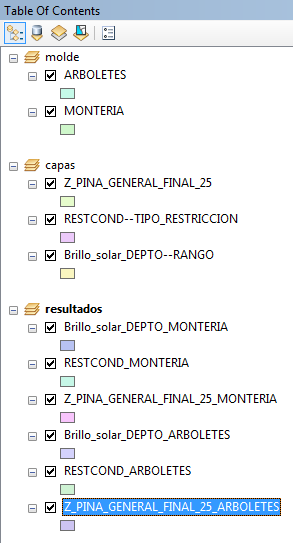 Table Of Contents
molde
ARBOLETES
MONTERIA
capas
Z_PINA_GENERAL_FINAL_25
RESTCOND--TIPO_RESTRICCION
Brillo_solar_DEPTO--RANGO
resultados
Brillo_solar_DEPTO_MONTERIA
RESTCOND_MONTERIA
Z_PINA_GENERAL_FINAL_25_MONTERIA
Brillo_solar_DEPTO_ARBOLETES
RESTCOND_ARBOLETES
Z_PINA_GENERAL_FINAL_25_ARBOLETES